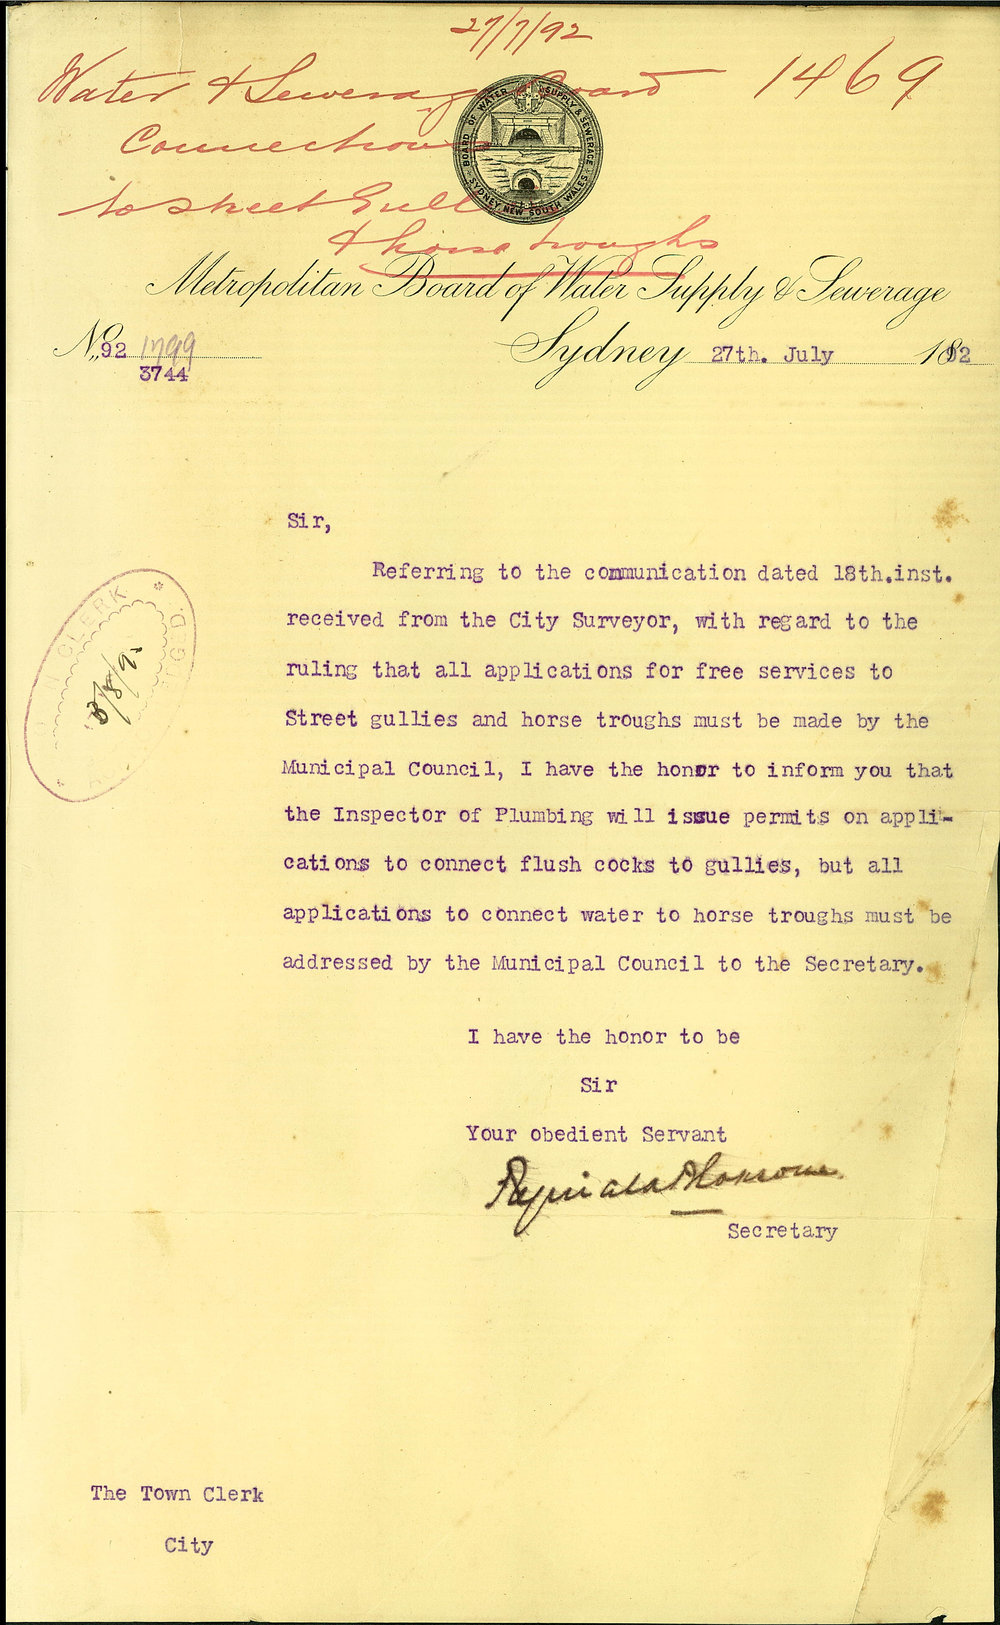 27/7/92
Water & Sewerage Board 1469
Connections
to Street Gull
& horse troughs
BOARD OF WATER SUPPLY & SEWERAGE
SYDNEY NEW SOUTH WALES
Metropolitan Board of Water Supply & Sewerage
No. 92 1799
3744
Sydney 27th. July 1892
Sir,
Referring to the communication dated 18th.inst.
received from the City Surveyor, with regard to the
ruling that all applications for free services to
Street gullies and horse troughs must be made by the
Municipal Council, I have the honor to inform you that
the Inspector of Plumbing will issue permits on appli-
cations to connect flush cocks to gullies, but all
applications to connect water to horse troughs must be
addressed by the Municipal Council to the Secretary.
CLERK
I have the honor to be
Sir
Your obedient Servant
Secretary
The Town Clerk
City